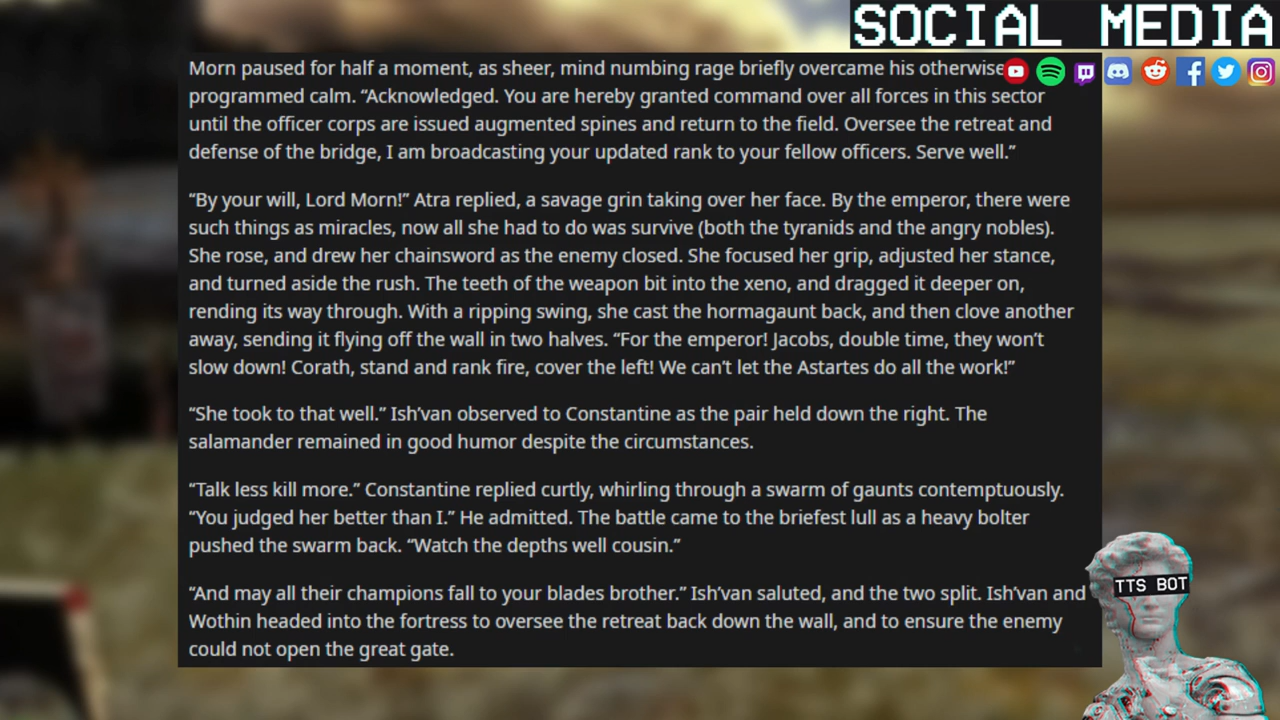 SOCIAL MEDIA
Morn paused for half a moment, as sheer, mind numbing rage briefly overcame his otherwise
programmed calm. “Acknowledged. You are hereby granted command over all forces in this sector
until the officer corps are issued augmented spines and return to the field. Oversee the retreat and
defense of the bridge, I am broadcasting your updated rank to your fellow officers. Serve well.”
“By your will, Lord Morn!” Atra replied, a savage grin taking over her face. By the emperor, there were
such things as miracles, now all she had to do was survive (both the tyranids and the angry nobles).
She rose, and drew her chainsword as the enemy closed. She focused her grip, adjusted her stance,
and turned aside the rush. The teeth of the weapon bit into the xeno, and dragged it deeper on,
rending its way through. With a ripping swing, she cast the hormagaunt back, and then clove another
away, sending it flying off the wall in two halves. “For the emperor! Jacobs, double time, they won’t
slow down! Corath, stand and rank fire, cover the left! We can’t let the Astartes do all the work!”
“She took to that well.” Ish’van observed to Constantine as the pair held down the right. The
salamander remained in good humor despite the circumstances.
“Talk less kill more.” Constantine replied curtly, whirling through a swarm of gaunts contemptuously.
“You judged her better than I.” He admitted. The battle came to the briefest lull as a heavy bolter
pushed the swarm back. “Watch the depths well cousin.”
“And may all their champions fall to your blades brother.” Ish’van saluted, and the two split. Ish’van and
Wothin headed into the fortress to oversee the retreat back down the wall, and to ensure the enemy
could not open the great gate.
TTS BOT